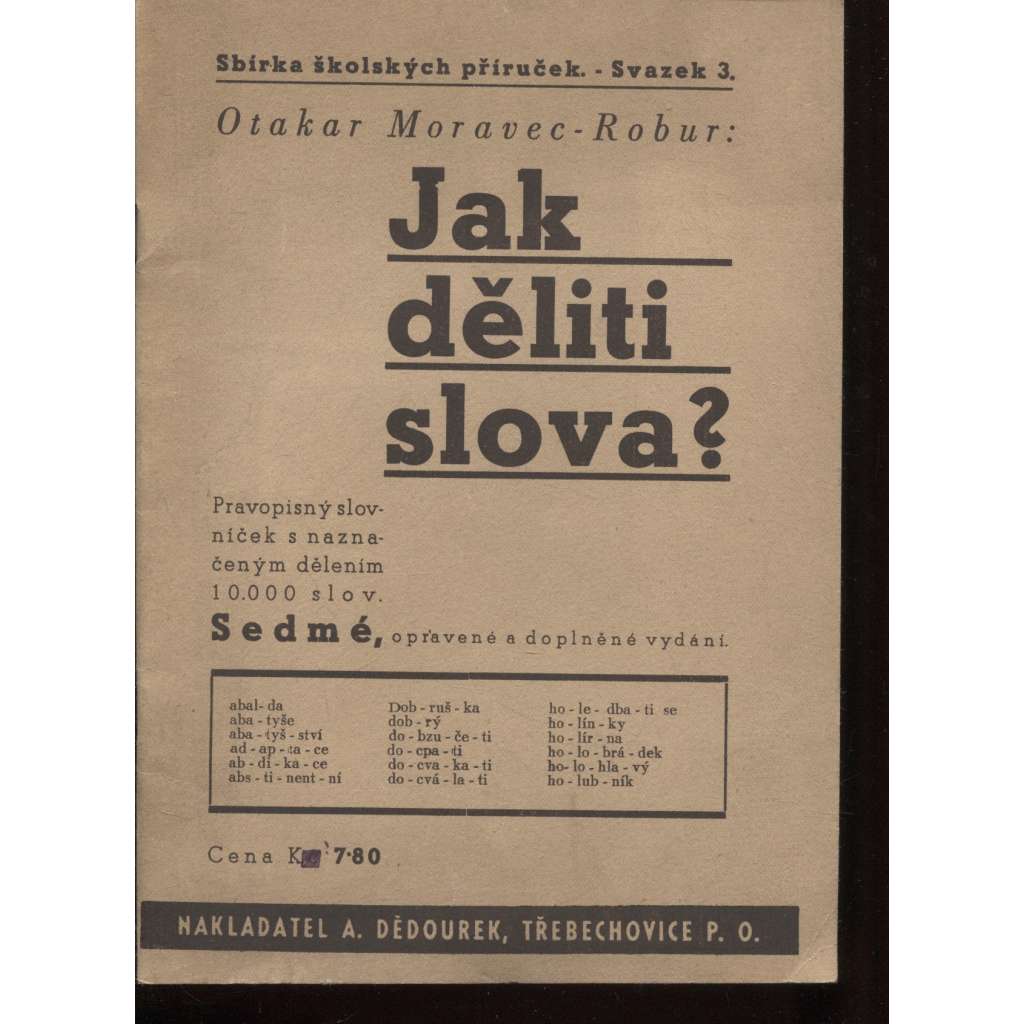 Sbírka školských příruček. - Svazek 3.
Otakar Moravec-Robur:
Jak
děliti
slova?
Pravopisný slov-
níček s nazna-
čeným dělením
10.000 slov.
Sedmé, opravené a doplněné vydání.
abal- da
aba - tyše
aba - tyš - ství
ad - ap - ta - ce
ab - di - ka - ce
abs - ti - nent - ní
Dob - ruš - ka
dob - rý
do - bzu - če - ti
do - cpa - ti
do - cva - ka - ti
do - cvá - la - ti
ho - le - dba - ti se
ho - lín - ky
ho - lír - na
ho - lo - brá - dek
ho- lo - hla - vý
ho - lub - ník
Cena K 7·80
NAKLADATEL A. DĚDOUREK, TŘEBECHOVICE P. O.